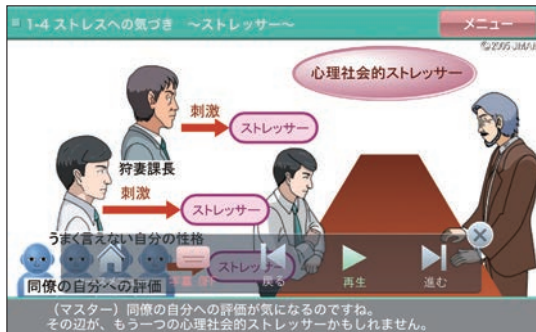 1-4 ストレスへの気づき ～ストレッサー～
メニュー
©2005 JMAM
心理社会的ストレッサー
刺激
ストレッサー
狩妻課長
刺激
ストレッサー
うまく言えない自分の性格
ストレッサー
同僚の自分への評価
戻る
再生
進む
（マスター）同僚の自分への評価が気になるのですね。
その辺が、もう一つの心理社会的ストレッサーかもしれません。